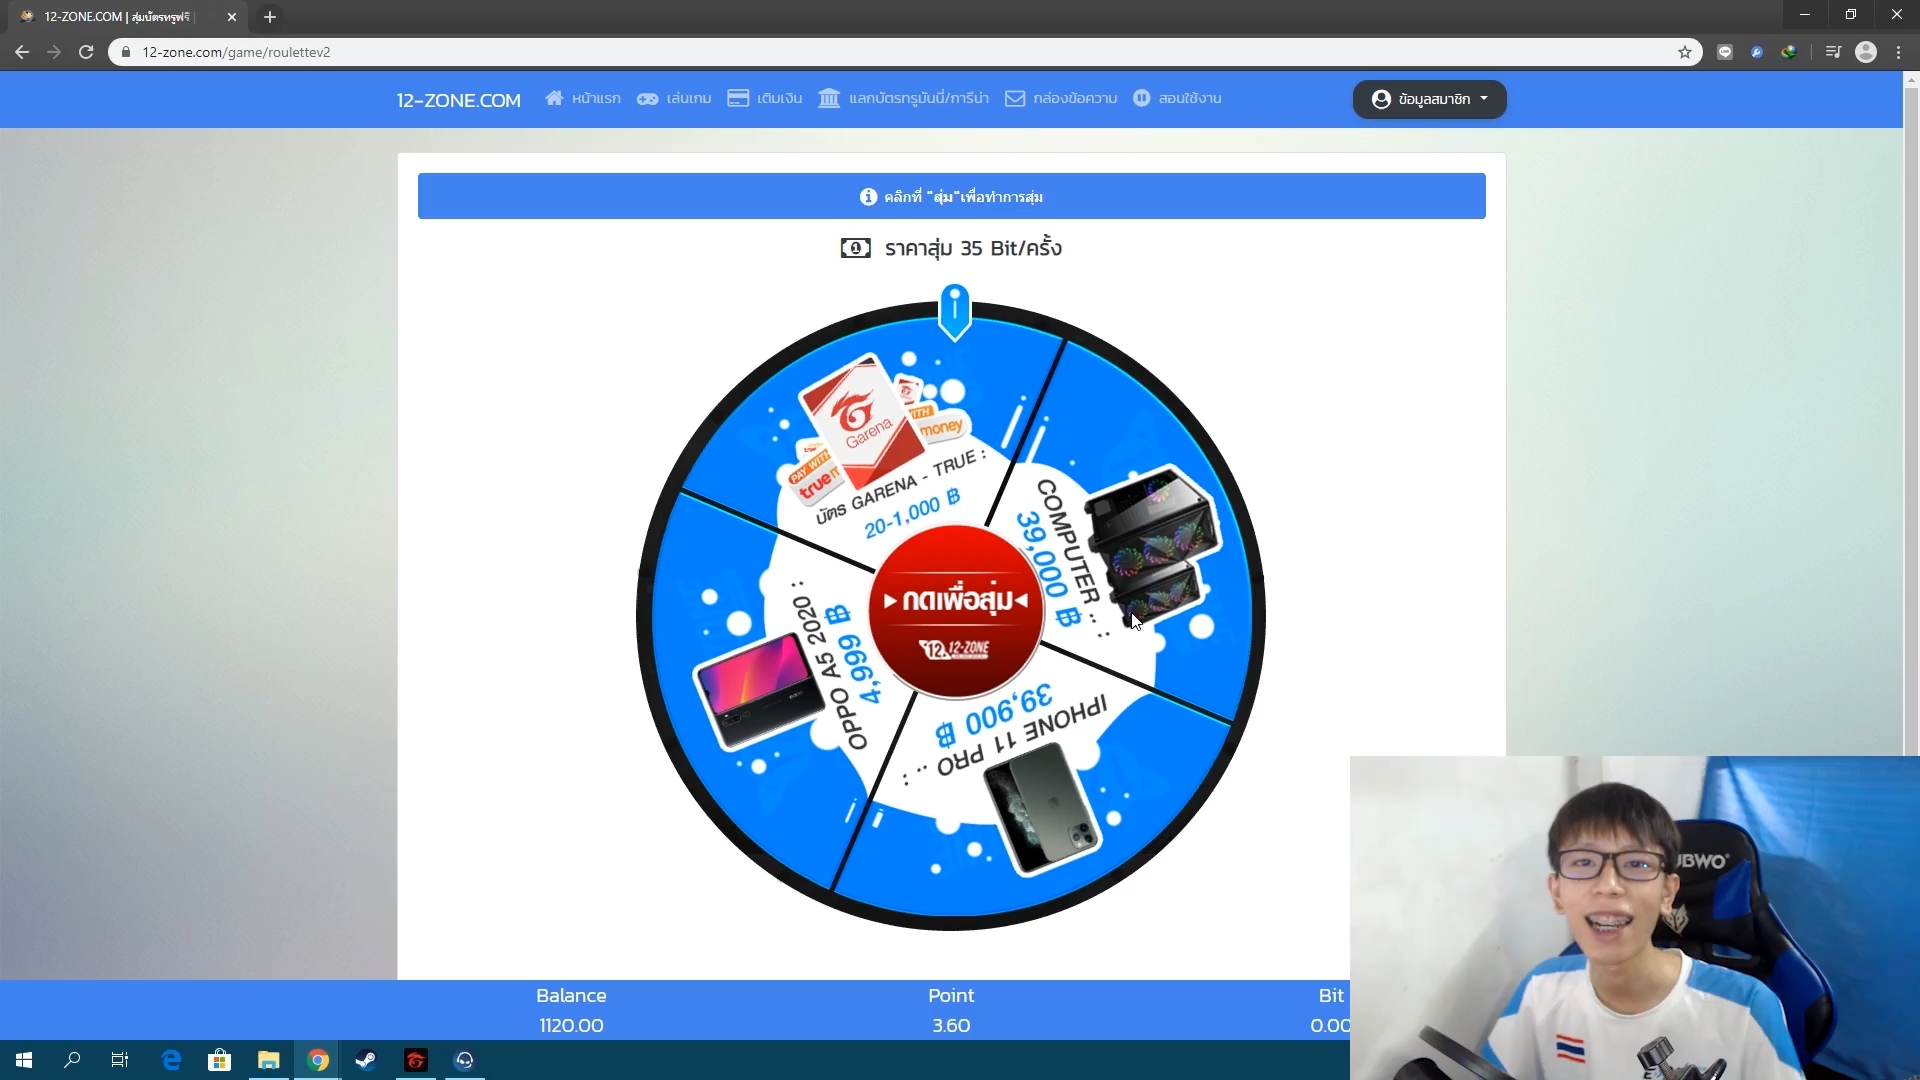 12-ZONE.COM | สุ่มบัตรทรูฟรี |
12-zone.com/game/roulettev2
12-ZONE.COM
หน้าแรก
เล่นเกม
เติมเงิน
แลกบัตรทรูมันนี่/การีน่า
กล่องข้อความ
สอนใช้งาน
ข้อมูลสมาชิก
คลิกที่ "สุ่ม"เพื่อทำการสุ่ม
ราคาสุ่ม 35 Bit/ครั้ง
Garena
WITH
money
PAY WITH
true
บัตร GARENA - TRUE :
20-1,000 ฿
COMPUTER .. :
39,000 ฿
OPPO A5 2020 :
4,999 ฿
IPHONE 11 PRO .. :
39,900 ฿
กดเพื่อสุ่ม
12 12-ZONE
UBWO
Balance
Point
Bit
1120.00
3.60
0.00